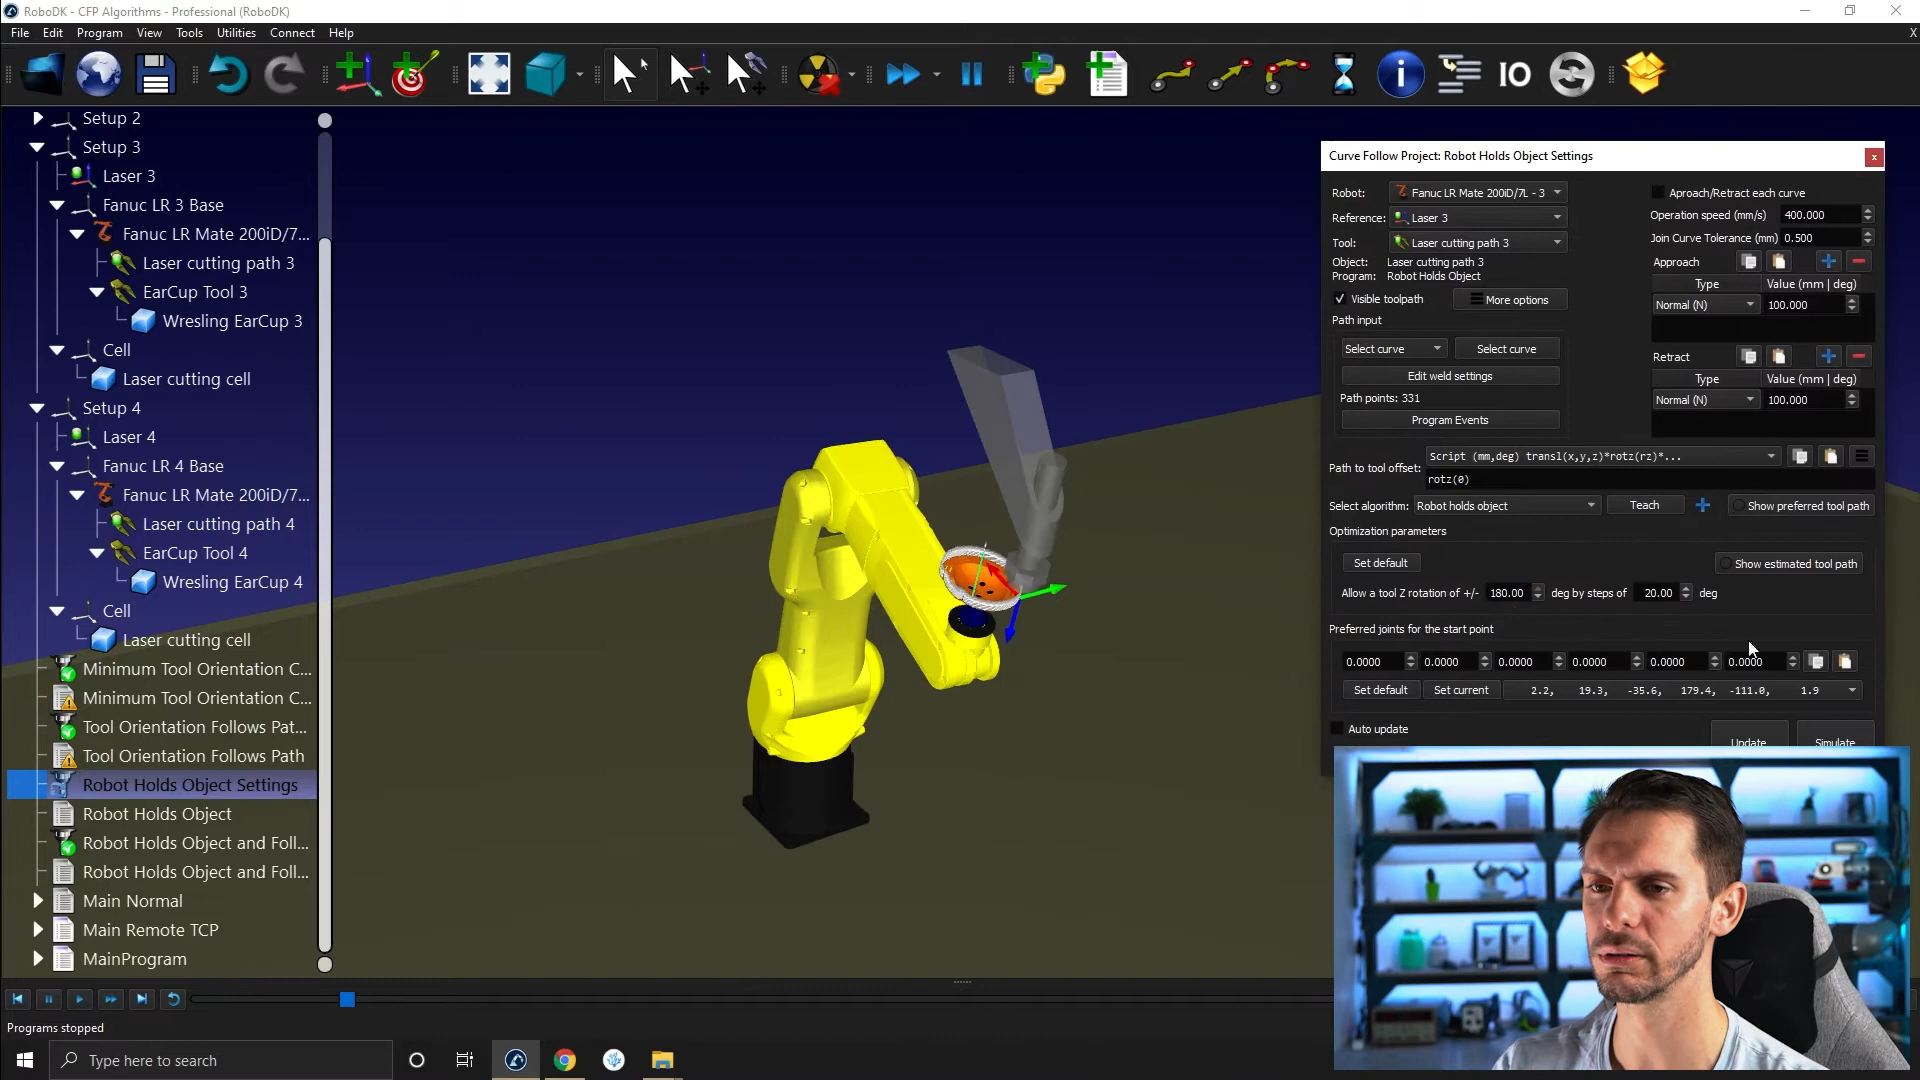 RoboDK - CFP Algorithms - Professional (RoboDK)
File Edit Program View Tools Utilities Connect Help X
IO
Setup 2
Setup 3
Laser 3
Fanuc LR 3 Base
Fanuc LR Mate 200iD/7...
Laser cutting path 3
EarCup Tool 3
Wresling EarCup 3
Cell
Laser cutting cell
Setup 4
Laser 4
Fanuc LR 4 Base
Fanuc LR Mate 200iD/7...
Laser cutting path 4
EarCup Tool 4
Wresling EarCup 4
Cell
Laser cutting cell
Minimum Tool Orientation C...
Minimum Tool Orientation C...
Tool Orientation Follows Pat...
Tool Orientation Follows Path
Robot Holds Object Settings
Robot Holds Object
Robot Holds Object and Foll...
Robot Holds Object and Foll...
Main Normal
Main Remote TCP
MainProgram
Curve Follow Project: Robot Holds Object Settings x
Robot: Fanuc LR Mate 200iD/7L - 3
Reference: Laser 3
Tool: Laser cutting path 3
Object: Laser cutting path 3
Program: Robot Holds Object
Visible toolpath More options
Path input
Select curve Select curve
Edit weld settings
Path points: 331
Program Events
Aproach/Retract each curve
Operation speed (mm/s) 400.000
Join Curve Tolerance (mm) 0.500
Approach
Type Value (mm | deg)
Normal (N) 100.000
Retract
Type Value (mm | deg)
Normal (N) 100.000
Path to tool offset: Script (mm,deg) transl(x,y,z)*rotz(rz)*...
rotz(0)
Select algorithm: Robot holds object Teach Show preferred tool path
Optimization parameters
Set default Show estimated tool path
Allow a tool Z rotation of +/- 180.00 deg by steps of 20.00 deg
Preferred joints for the start point
0.0000 0.0000 0.0000 0.0000 0.0000 0.0000
Set default Set current 2.2, 19.3, -35.6, 179.4, -111.0, 1.9
Auto update
Update Simulate
Programs stopped
Type here to search